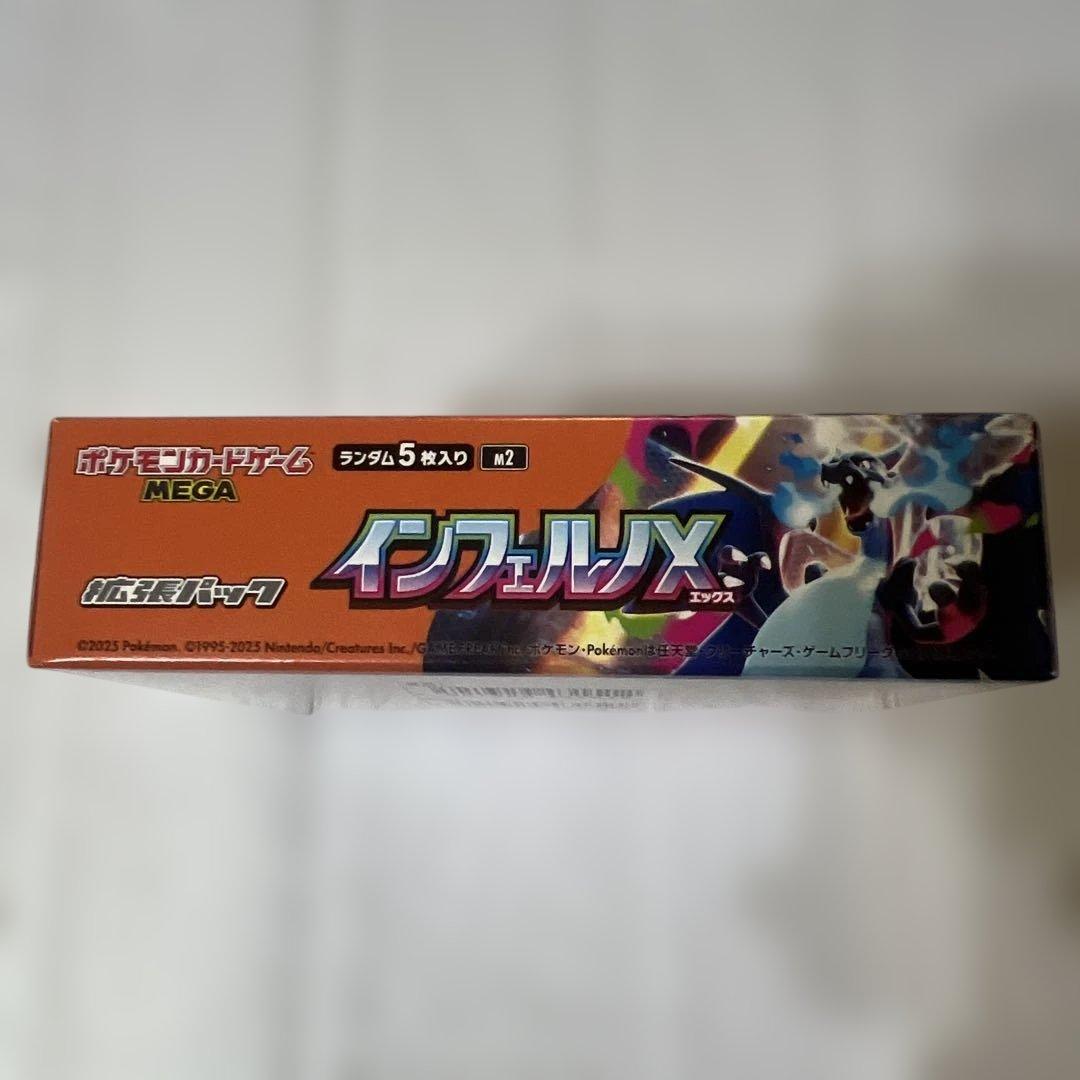 ポケモンカードゲーム
MEGA
ランダム5枚入り
M2
インフェルノX
エックス
拡張パック
©2025 Pokémon. ©1995-2025 Nintendo/Creatures Inc./GAME FREAK inc. ポケモン・Pokémonは任天堂・クリーチャーズ・ゲームフリーク